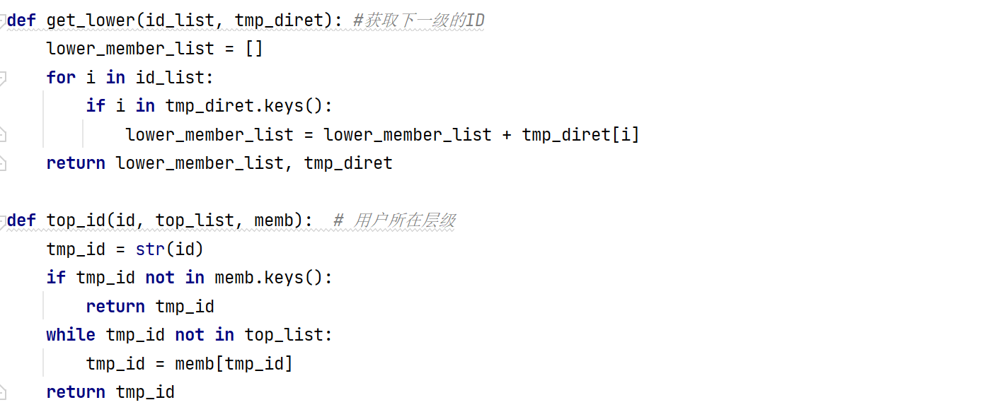 def get_lower(id_list, tmp_diret): #获取下一级的ID
    lower_member_list = []
    for i in id_list:
        if i in tmp_diret.keys():
            lower_member_list = lower_member_list + tmp_diret[i]
    return lower_member_list, tmp_diret
def top_id(id, top_list, memb):  # 用户所在层级
    tmp_id = str(id)
    if tmp_id not in memb.keys():
        return tmp_id
    while tmp_id not in top_list:
        tmp_id = memb[tmp_id]
    return tmp_id